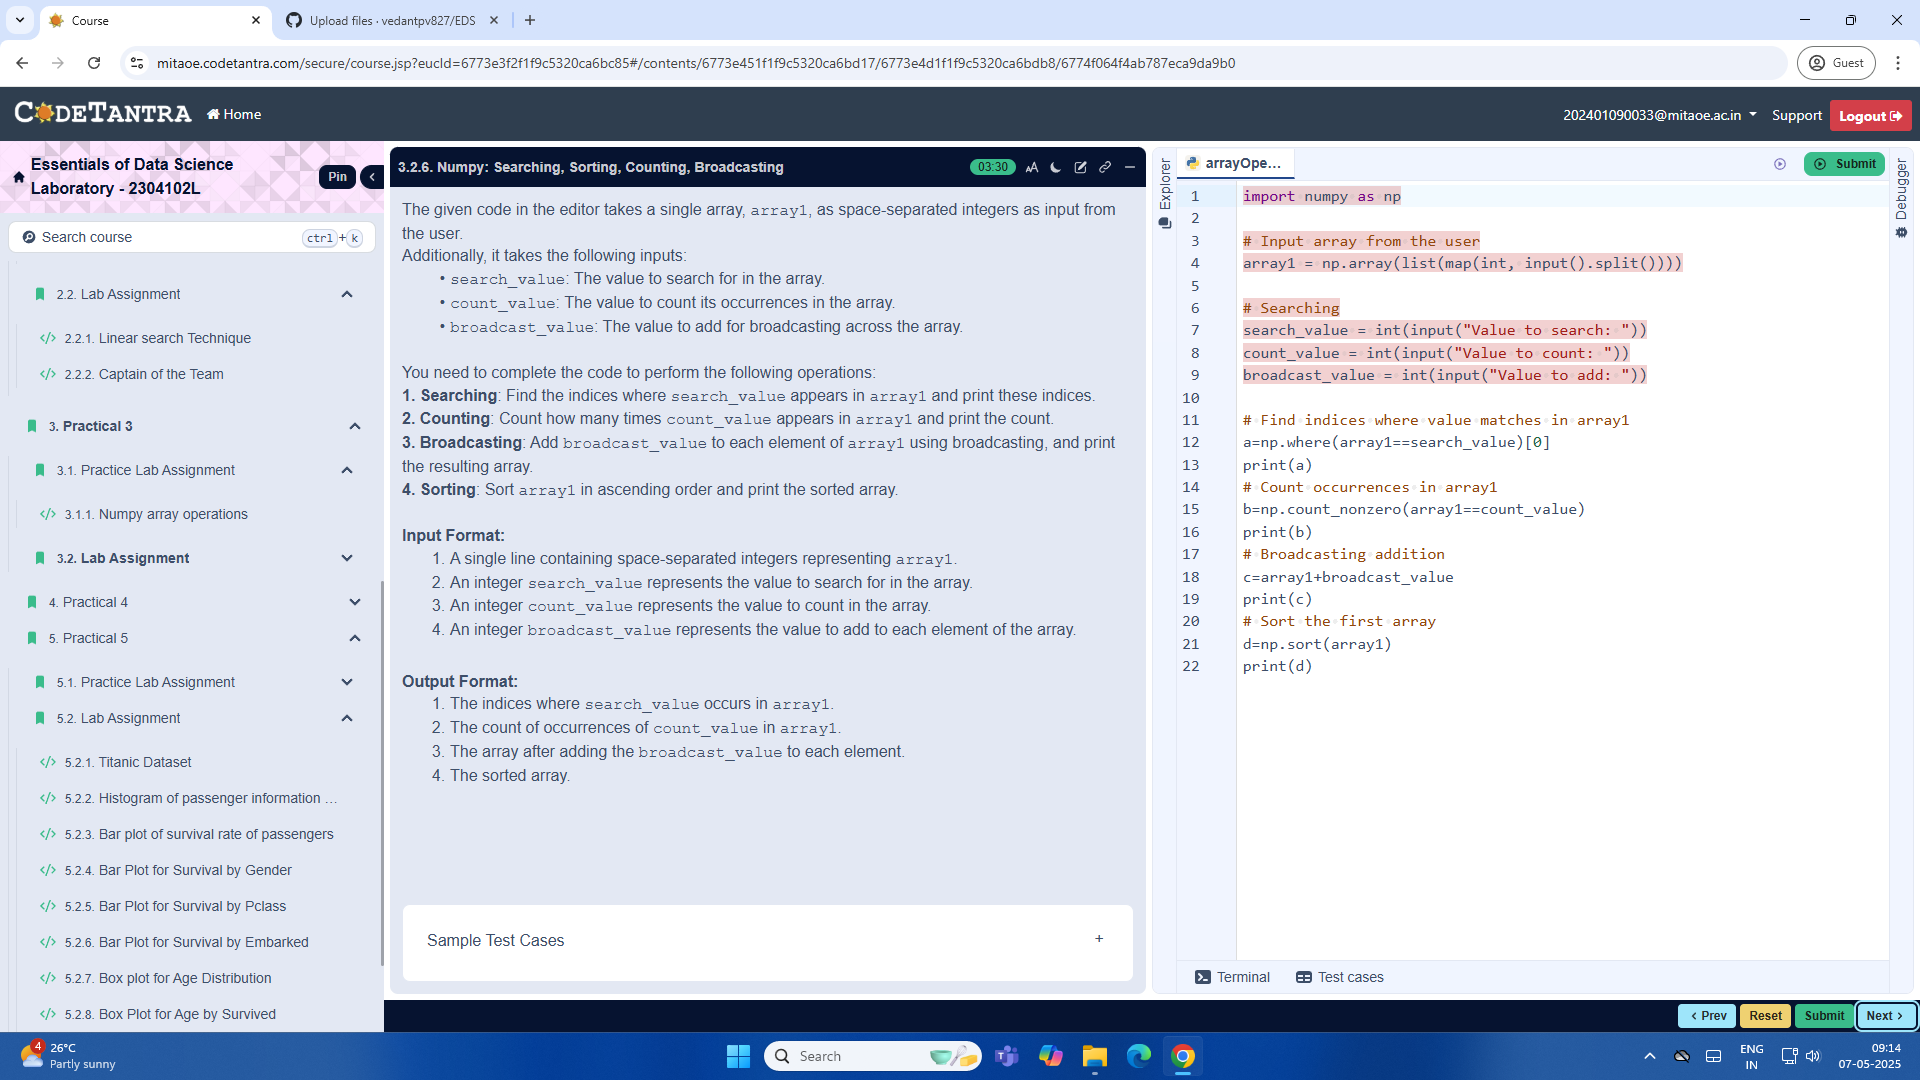 Course
Upload files · vedantpv827/EDS
mitaoe.codetantra.com/secure/course.jsp?eucId=6773e3f2f1f9c5320ca6bc85#/contents/6773e451f1f9c5320ca6bd17/6773e4d1f1f9c5320ca6bdb8/6774f064f4ab787eca9da9b0
Guest
CODETANTRA
Home
202401090033@mitaoe.ac.in
Support
Logout
Essentials of Data Science
Laboratory - 2304102L
Pin
Search course
ctrl + k
2.2. Lab Assignment
2.2.1. Linear search Technique
2.2.2. Captain of the Team
3. Practical 3
3.1. Practice Lab Assignment
3.1.1. Numpy array operations
3.2. Lab Assignment
4. Practical 4
5. Practical 5
5.1. Practice Lab Assignment
5.2. Lab Assignment
5.2.1. Titanic Dataset
5.2.2. Histogram of passenger information ...
5.2.3. Bar plot of survival rate of passengers
5.2.4. Bar Plot for Survival by Gender
5.2.5. Bar Plot for Survival by Pclass
5.2.6. Bar Plot for Survival by Embarked
5.2.7. Box plot for Age Distribution
5.2.8. Box Plot for Age by Survived
3.2.6. Numpy: Searching, Sorting, Counting, Broadcasting
03:30
The given code in the editor takes a single array, array1, as space-separated integers as input from
the user.
Additionally, it takes the following inputs:
• search_value: The value to search for in the array.
• count_value: The value to count its occurrences in the array.
• broadcast_value: The value to add for broadcasting across the array.
You need to complete the code to perform the following operations:
1. Searching: Find the indices where search_value appears in array1 and print these indices.
2. Counting: Count how many times count_value appears in array1 and print the count.
3. Broadcasting: Add broadcast_value to each element of array1 using broadcasting, and print
the resulting array.
4. Sorting: Sort array1 in ascending order and print the sorted array.
Input Format:
1. A single line containing space-separated integers representing array1.
2. An integer search_value represents the value to search for in the array.
3. An integer count_value represents the value to count in the array.
4. An integer broadcast_value represents the value to add to each element of the array.
Output Format:
1. The indices where search_value occurs in array1.
2. The count of occurrences of count_value in array1.
3. The array after adding the broadcast_value to each element.
4. The sorted array.
Sample Test Cases
+
Explorer
arrayOpe...
Submit
Debugger
1 import numpy as np
2
3 # Input array from the user
4 array1 = np.array(list(map(int, input().split())))
5
6 # Searching
7 search_value = int(input("Value to search: "))
8 count_value = int(input("Value to count: "))
9 broadcast_value = int(input("Value to add: "))
10
11 # Find indices where value matches in array1
12 a=np.where(array1==search_value)[0]
13 print(a)
14 # Count occurrences in array1
15 b=np.count_nonzero(array1==count_value)
16 print(b)
17 # Broadcasting addition
18 c=array1+broadcast_value
19 print(c)
20 # Sort the first array
21 d=np.sort(array1)
22 print(d)
Terminal
Test cases
< Prev
Reset
Submit
Next >
4
26°C
Partly sunny
Search
ENG
IN
09:14
07-05-2025